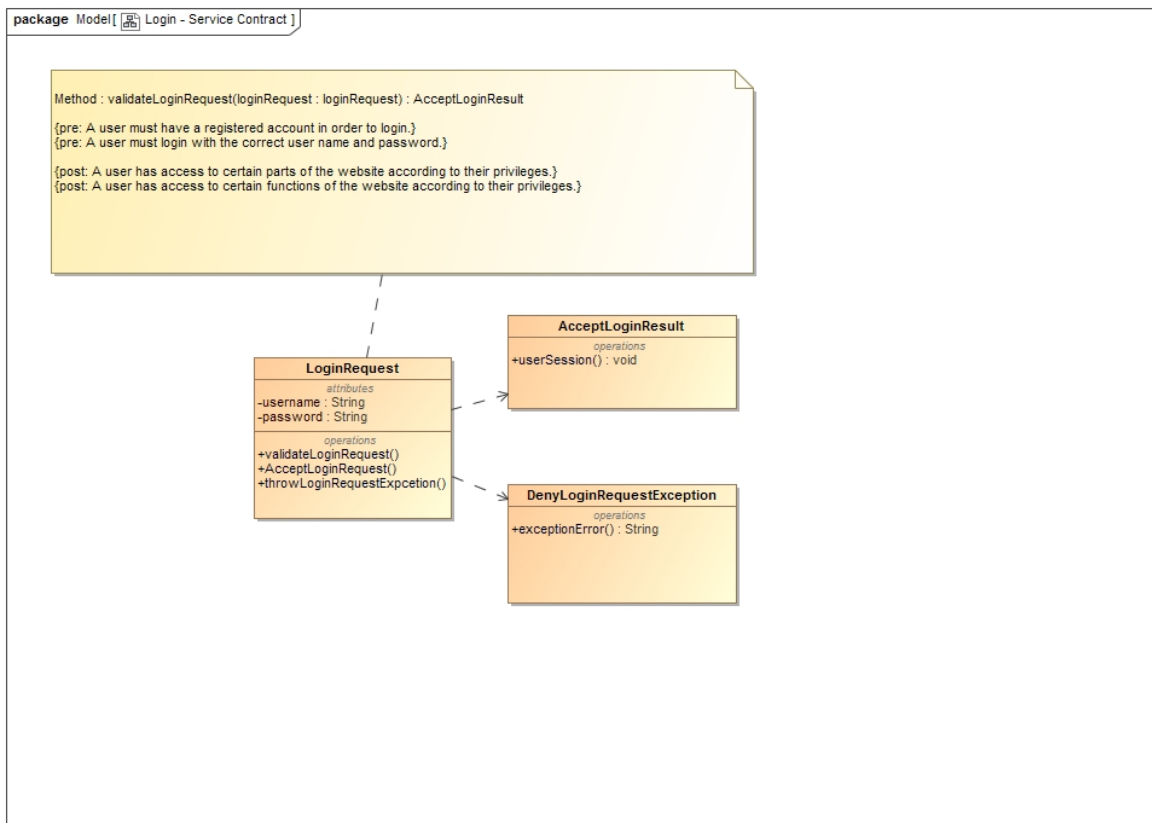 package Model[ Login - Service Contract ]
Method : validateLoginRequest(loginRequest : loginRequest) : AcceptLoginResult
{pre: A user must have a registered account in order to login.}
{pre: A user must login with the correct user name and password.}
{post: A user has access to certain parts of the website according to their privileges.}
{post: A user has access to certain functions of the website according to their privileges.}
AcceptLoginResult
operations
+userSession() : void
LoginRequest
attributes
-username : String
-password : String
operations
+validateLoginRequest()
+AcceptLoginRequest()
+throwLoginRequestExpcetion()
DenyLoginRequestException
operations
+exceptionError() : String